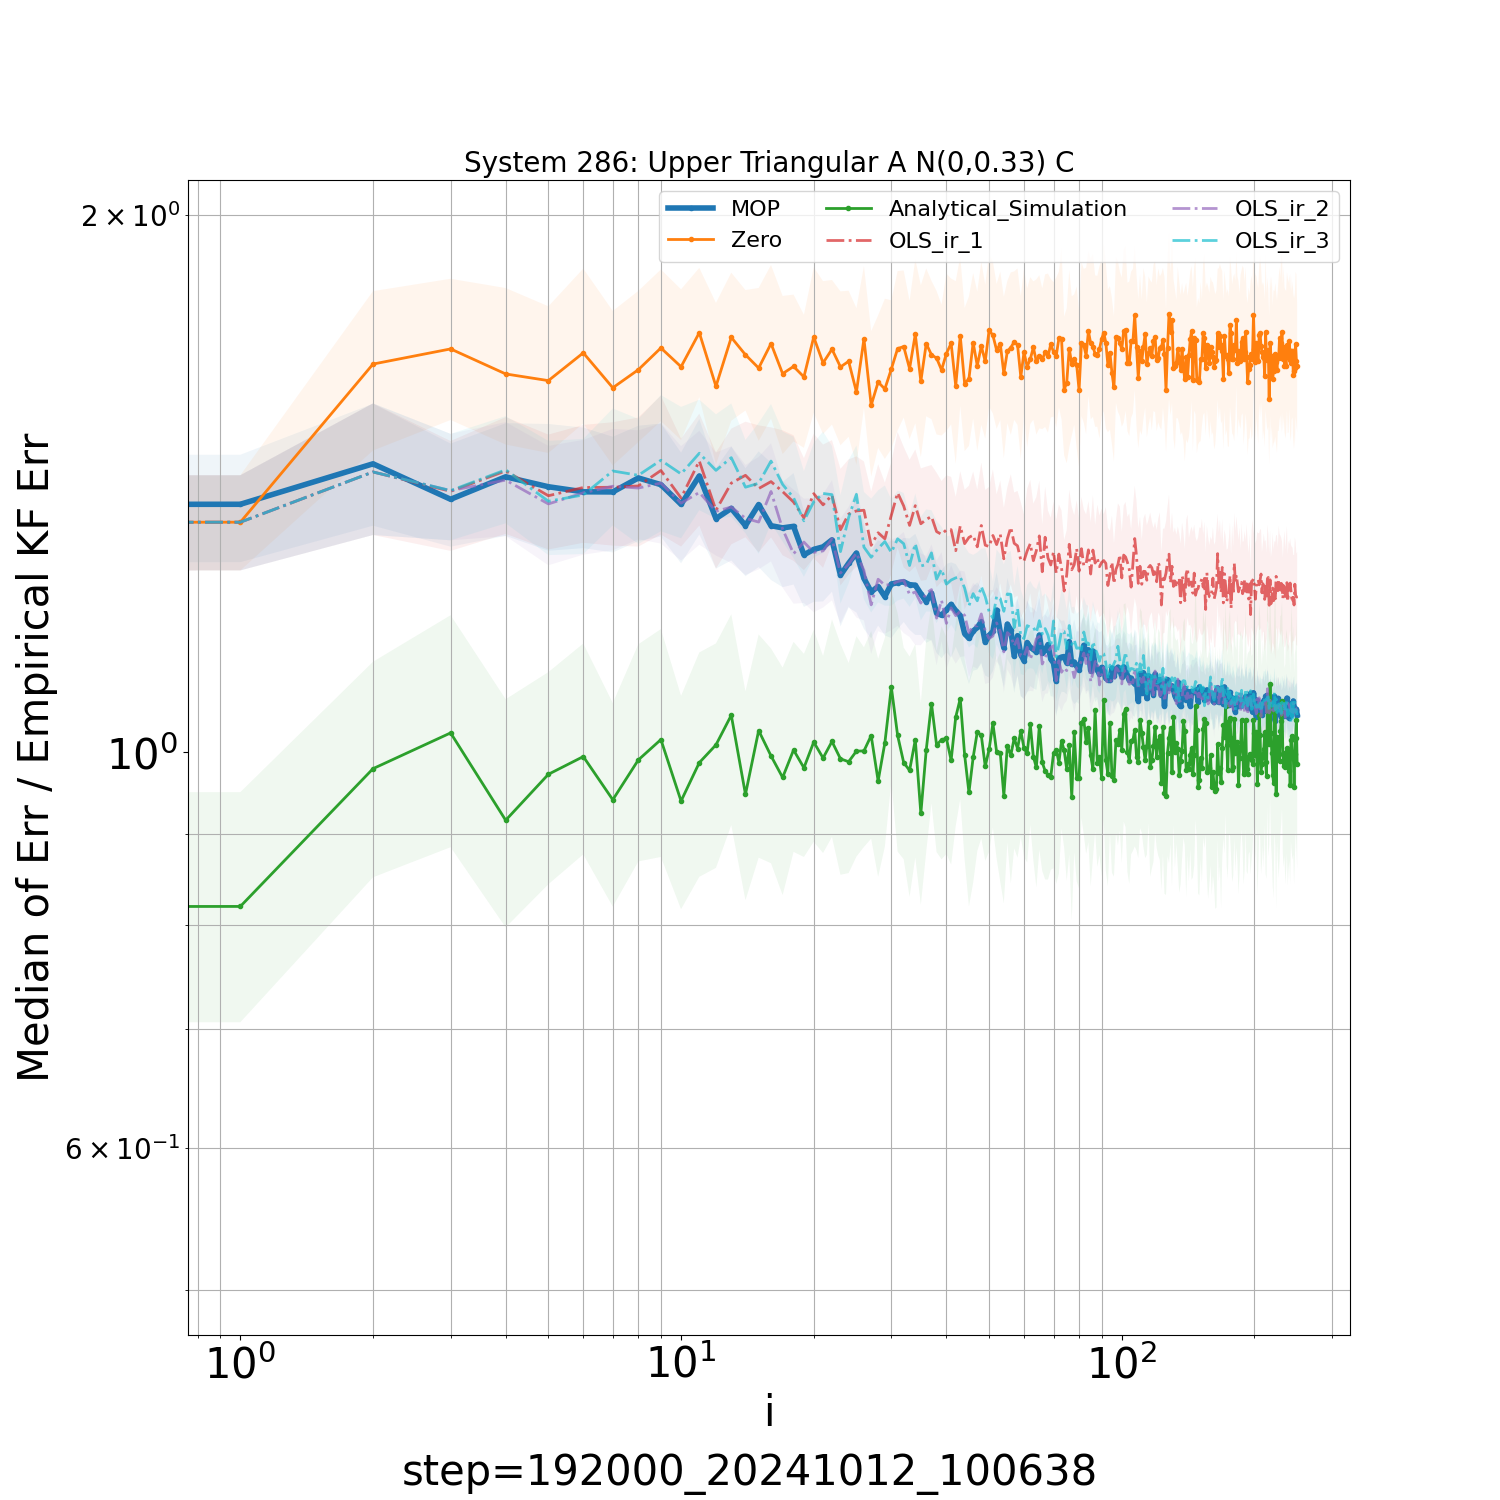 System 286: Upper Triangular A N(0,0.33) C
MOP
Zero
Analytical_Simulation
OLS_ir_1
OLS_ir_2
OLS_ir_3
2 × 10⁰
10⁰
6 × 10⁻¹
Median of Err / Empirical KF Err
10⁰ 10¹ 10²
i
step=192000_20241012_100638